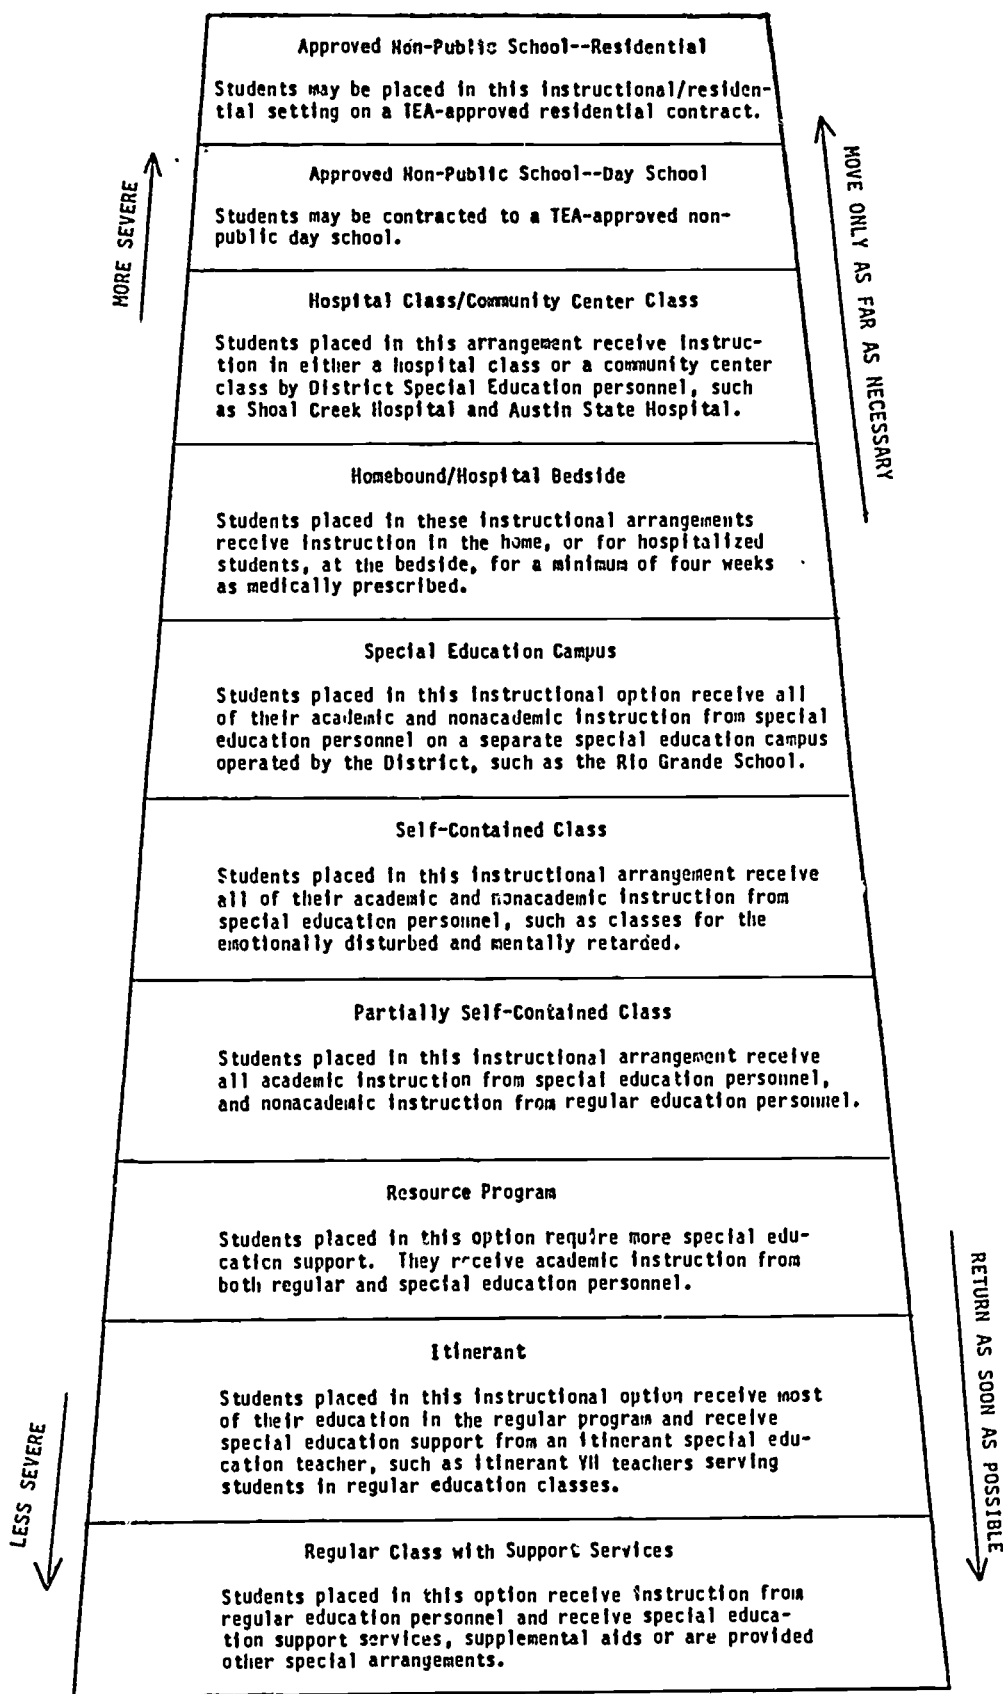 Approved Non-Public School--Residential
Students may be placed in this instructional/residen-
tial setting on a TEA-approved residential contract.
Approved Non-Public School--Day School
Students may be contracted to a TEA-approved non-
public day school.
Hospital Class/Community Center Class
Students placed in this arrangement receive instruc-
tion in either a hospital class or a community center
class by District Special Education personnel, such
as Shoal Creek Hospital and Austin State Hospital.
Homebound/Hospital Bedside
Students placed in these instructional arrangements
receive instruction in the home, or for hospitalized
students, at the bedside, for a minimum of four weeks
as medically prescribed.
Special Education Campus
Students placed in this instructional option receive all
of their academic and nonacademic instruction from special
education personnel on a separate special education campus
operated by the District, such as the Rio Grande School.
Self-Contained Class
Students placed in this instructional arrangement receive
all of their academic and nonacademic instruction from
special education personnel, such as classes for the
emotionally disturbed and mentally retarded.
Partially Self-Contained Class
Students placed in this instructional arrangement receive
all academic instruction from special education personnel,
and nonacademic instruction from regular education personnel.
Resource Program
Students placed in this option require more special edu-
cation support. They receive academic instruction from
both regular and special education personnel.
Itinerant
Students placed in this instructional option receive most
of their education in the regular program and receive
special education support from an itinerant special edu-
cation teacher, such as itinerant VH teachers serving
students in regular education classes.
Regular Class with Support Services
Students placed in this option receive instruction from
regular education personnel and receive special educa-
tion support services, supplemental aids or are provided
other special arrangements.
MORE SEVERE
LESS SEVERE
MOVE ONLY AS FAR AS NECESSARY
RETURN AS SOON AS POSSIBLE